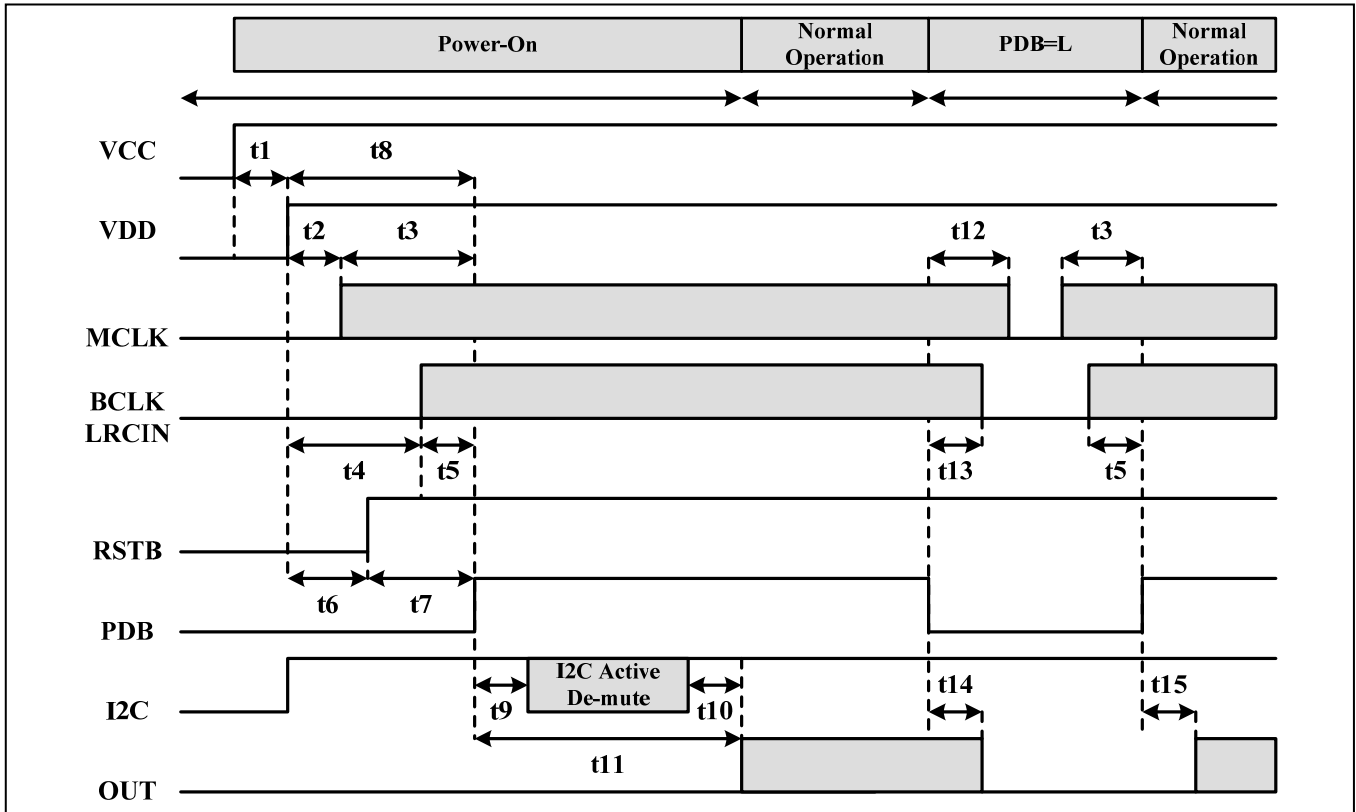 Power-On
Normal
Operation
PDB=L
Normal
Operation
VCC
t1
t8
VDD
t2
t3
t12
t3
MCLK
BCLK
LRCIN
t4
t5
t13
t5
RSTB
t6
t7
PDB
I2C
t9
I2C Active
De-mute
t10
t14
t15
t11
OUT